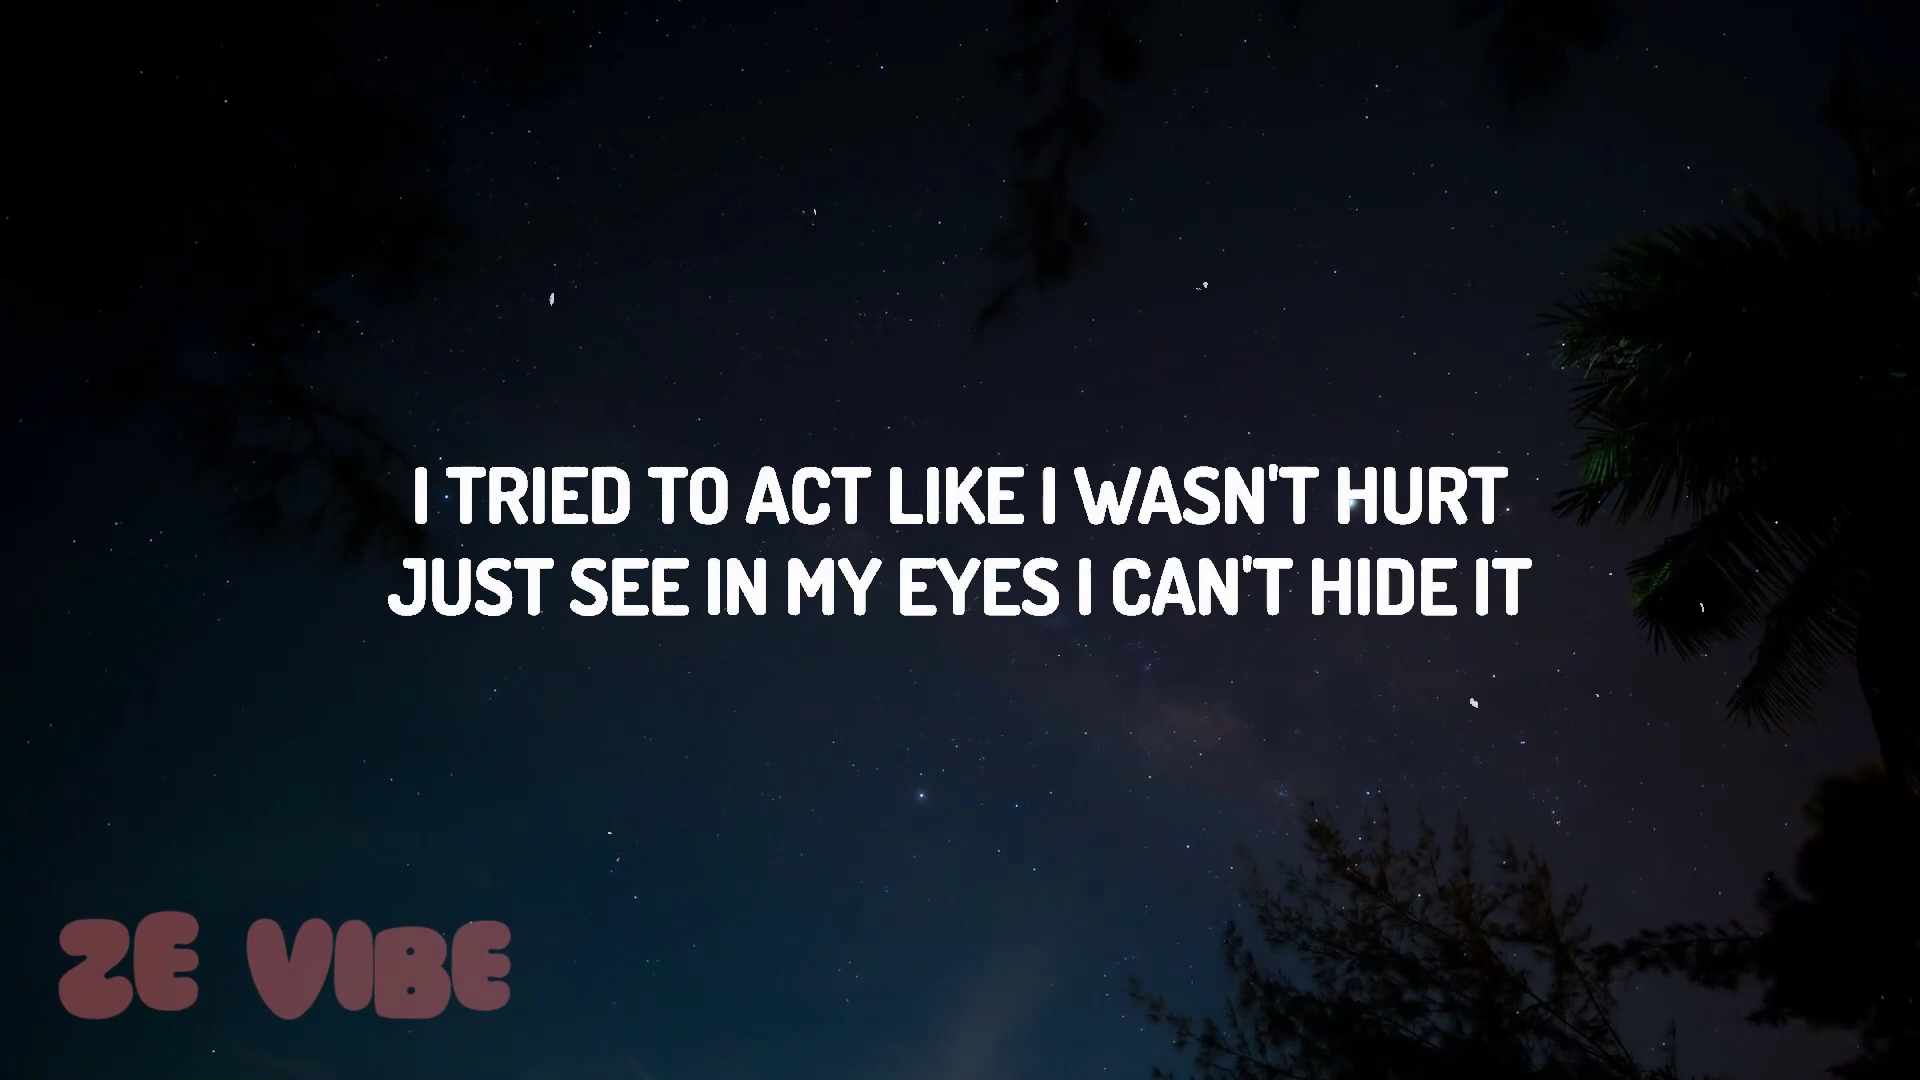 I TRIED TO ACT LIKE I WASN'T HURT
JUST SEE IN MY EYES I CAN'T HIDE IT
ZE VIBE